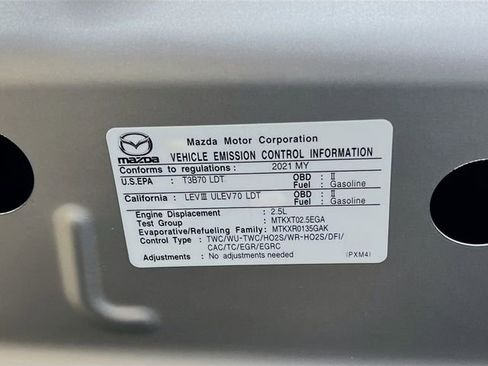 Mazda Motor Corporation
mazda VEHICLE EMISSION CONTROL INFORMATION
Conforms to regulations : 2021 MY
U.S.EPA : T3B70 LDT OBD : Ⅱ
Fuel : Gasoline
California : LEVⅢ ULEV70 LDT OBD : Ⅱ
Fuel : Gasoline
Engine Displacement : 2.5L
Test Group : MTKXT02.5EGA
Evaporative/Refueling Family: MTKXR0135GAK
Control Type : TWC/WU-TWC/HO2S/WR-HO2S/DFI/
CAC/TC/EGR/EGRC
Adjustments : No adjustments needed (PXM4)